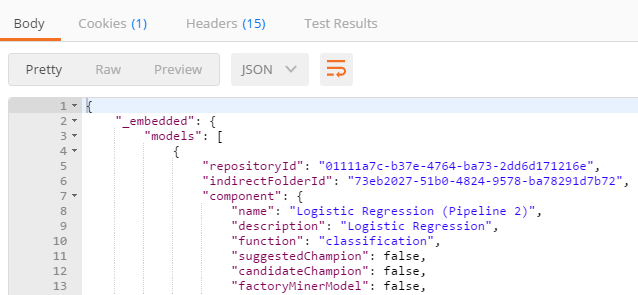 Body Cookies (1) Headers (15) Test Results
Pretty Raw Preview JSON
1 {
2 "_embedded": {
3 "models": [
4 {
5 "repositoryId": "01111a7c-b37e-4764-ba73-2dd6d171216e",
6 "indirectFolderId": "73eb2027-51b0-4824-9578-ba78291d7b72",
7 "component": {
8 "name": "Logistic Regression (Pipeline 2)",
9 "description": "Logistic Regression",
10 "function": "classification",
11 "suggestedChampion": false,
12 "candidateChampion": false,
13 "factoryMinerModel": false,